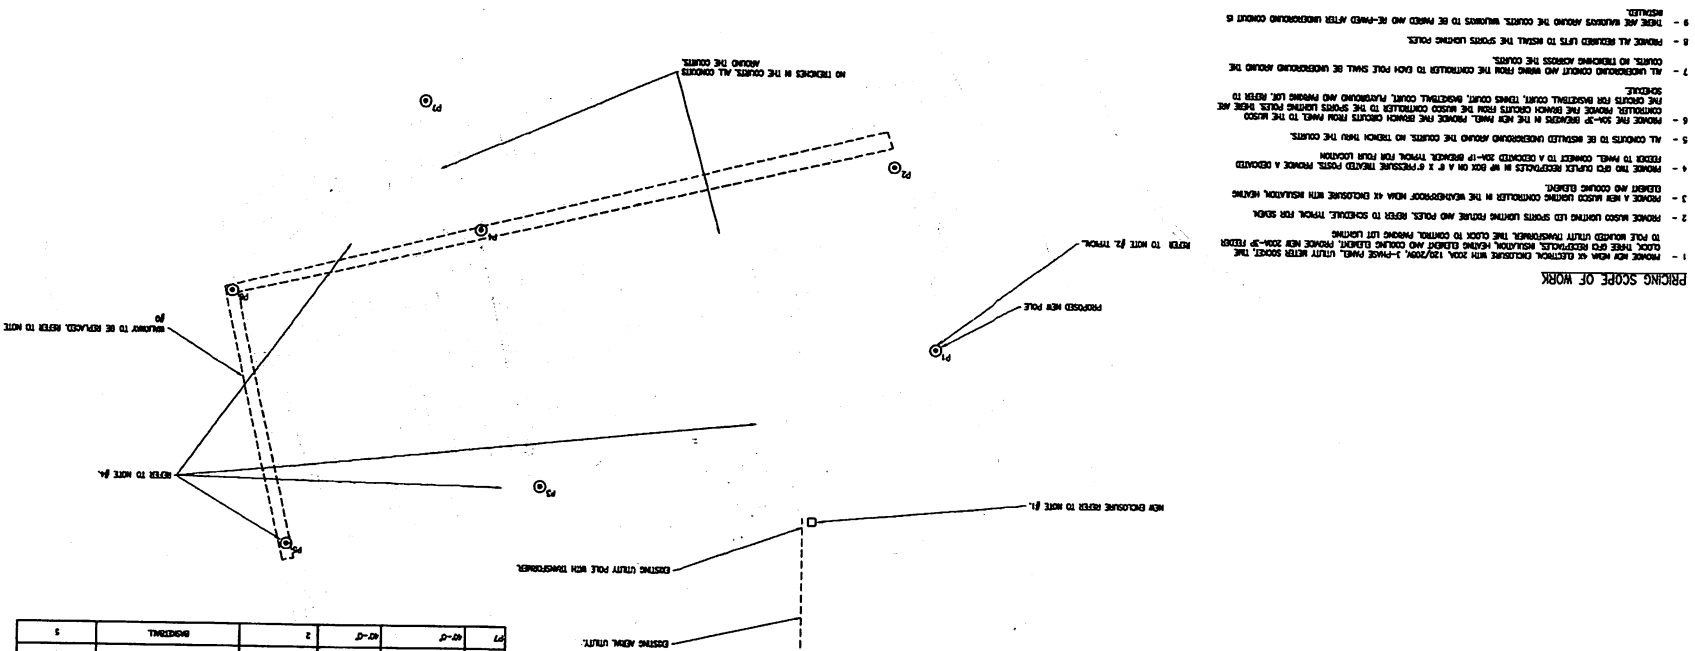 PRICING SCOPE OF WORK
1 - PROVIDE NEW NEMA 4X ELECTRICAL ENCLOSURE WITH 200A, 120/208V, 3-PHASE PANEL, UTILITY METER SOCKET, TIME
CLOCK, THREE GFCI RECEPTACLES, INSULATION, HEATING ELEMENT AND COOLING ELEMENT, PROVIDE NEW 200A-3P FEEDER
TO POLE MOUNTED UTILITY TRANSFORMER. TIME CLOCK TO CONTROL PARKING LOT LIGHTING
2 - PROVIDE MUSCO LIGHTING LED SPORTS LIGHTING FIXTURE AND POLES. REFER TO SCHEDULE. TYPICAL FOR SEVEN.
3 - PROVIDE A NEW MUSCO LIGHTING CONTROLLER IN THE WEATHERPROOF NEMA 4X ENCLOSURE WITH INSULATION, HEATING
ELEMENT AND COOLING ELEMENT.
4 - PROVIDE TWO GFCI DUPLEX RECEPTACLES IN WP BOX ON A 6" X 6" PRESSURE TREATED POSTS. PROVIDE A DEDICATED
FEEDER TO PANEL. CONNECT TO A DEDICATED 20A-1P BREAKER. TYPICAL FOR FOUR LOCATION
5 - ALL CONDUITS TO BE INSTALLED UNDERGROUND AROUND THE COURTS. NO TRENCH THRU THE COURTS.
6 - PROVIDE FIVE 30A-3P BREAKERS IN THE NEW PANEL. PROVIDE FIVE BRANCH CIRCUITS FROM PANEL TO THE MUSCO
CONTROLLER. PROVIDE FIVE BRANCH CIRCUITS FROM THE MUSCO CONTROLLER TO THE SPORTS LIGHTING POLES. THERE ARE
FIVE CIRCUITS FOR BASKETBALL COURT, TENNIS COURT, BASKETBALL COURT, PLAYGROUND AND PARKING LOT. REFER TO
SCHEDULE.
7 - ALL UNDERGROUND CONDUIT AND WIRING FROM THE CONTROLLER TO EACH POLE SHALL BE UNDERGROUND AROUND THE
COURTS. NO TRENCHING ACROSS THE COURTS.
8 - PROVIDE ALL REQUIRED LIFTS TO INSTALL THE SPORTS LIGHTING POLES.
9 - THERE ARE WALKWAYS AROUND THE COURTS. WALKWAYS TO BE PAIRED AND RE-PAVED AFTER UNDERGROUND CONDUIT IS
INSTALLED.
EXISTING AERIAL UTILITY.
EXISTING UTILITY POLE WITH TRANSFORMER.
NEW ENCLOSURE REFER TO NOTE #1.
P7 40'-0" 40'-0" 2 BASKETBALL 5
P5
P3
REFER TO NOTE #4.
P1
PROPOSED NEW POLE
REFER TO NOTE #2. TYPICAL.
WALKWAY TO BE REPLACED. REFER TO NOTE
P6
P4
P2
P7
NO TRENCHES IN THE COURTS. ALL CONDUITS
AROUND THE COURTS.